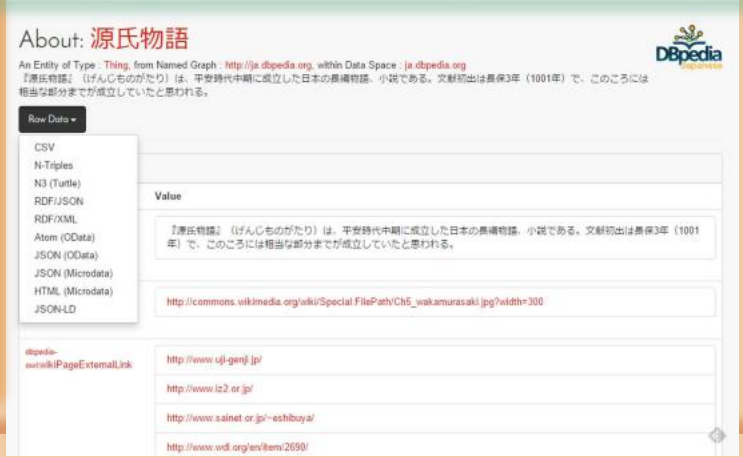 About: 源氏物語
DBpedia
Japanese
An Entity of Type : Thing, from Named Graph : http://ja.dbpedia.org, within Data Space : ja.dbpedia.org
『源氏物語』（げんじものがたり）は、平安時代中期に成立した日本の長編物語、小説である。文献初出は長保3年（1001年）で、このころには
相当な部分までが成立していたと思われる。
Raw Data
CSV
N-Triples
N3 (Turtle)
RDF/JSON
RDF/XML
Atom (OData)
JSON (OData)
JSON (Microdata)
HTML (Microdata)
JSON-LD
Value
『源氏物語』（げんじものがたり）は、平安時代中期に成立した日本の長編物語、小説である。文献初出は長保3年（1001
年）で、このころには相当な部分までが成立していたと思われる。
http://commons.wikimedia.org/wiki/Special:FilePath/Ch5_wakamurasaki.jpg?width=300
dbpedia-
owl:wikiPageExternalLink
http://www.uji-genji.jp/
http://www.iz2.or.jp/
http://www.sainet.or.jp/~eshibuya/
http://www.wdl.org/en/item/2690/